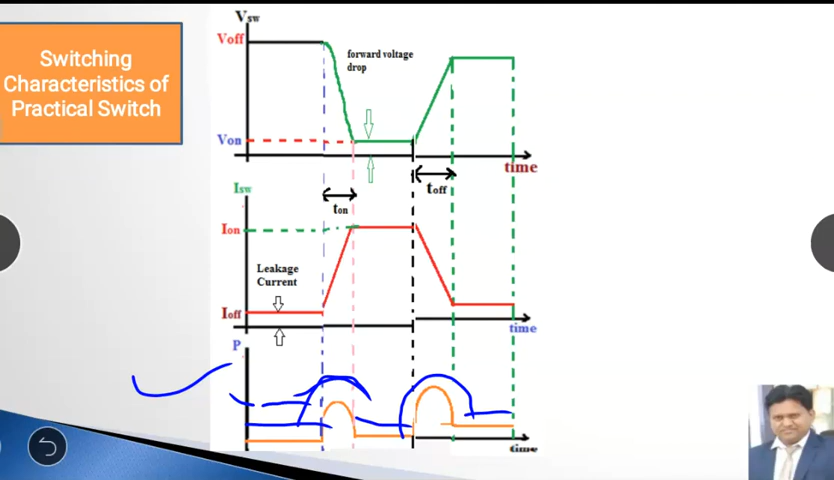 Switching
Characteristics of
Practical Switch
Vsw
Voff
forward voltage
drop
Von
time
toff
Isw
ton
Ion
Leakage
Current
Ioff
time
P
time